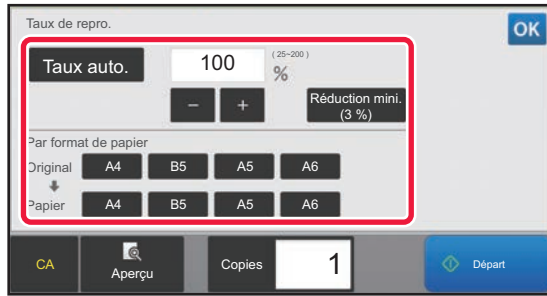 Taux de repro.
OK
Taux auto.
100
(25~200)
%
− +
Réduction mini.
(3 %)
Par format de papier
Original A4 B5 A5 A6
Papier A4 B5 A5 A6
CA
Aperçu
Copies 1
Départ